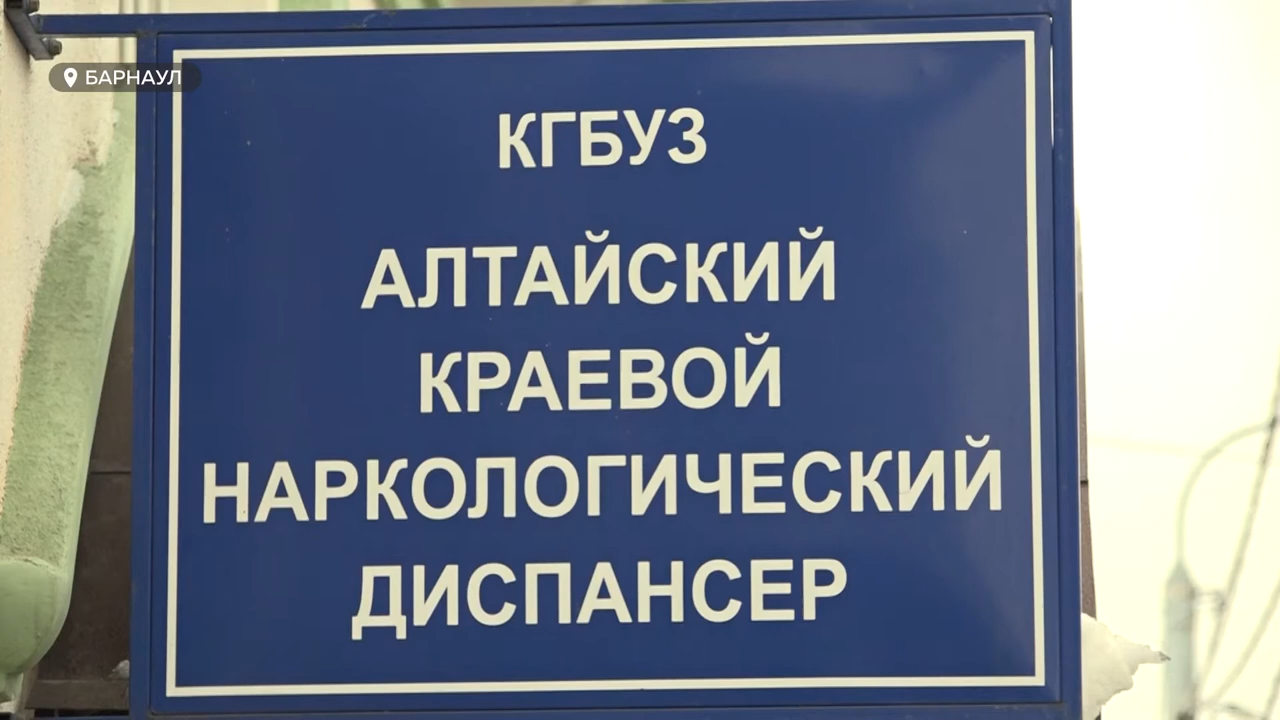 БАРНАУЛ
КГБУЗ
АЛТАЙСКИЙ
КРАЕВОЙ
НАРКОЛОГИЧЕСКИЙ
ДИСПАНСЕР